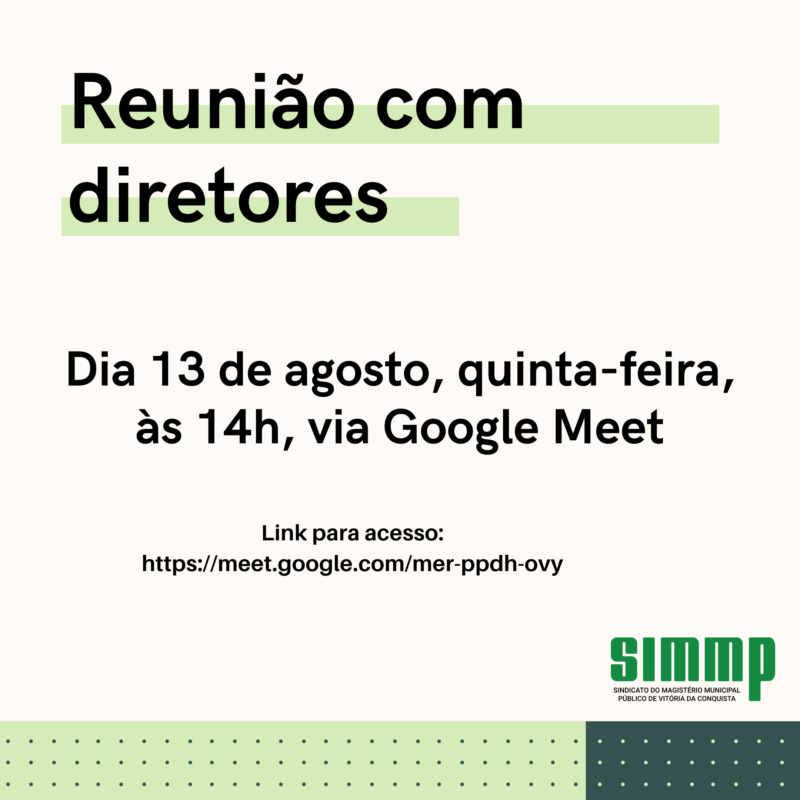 Reunião com
diretores
Dia 13 de agosto, quinta-feira,
às 14h, via Google Meet
Link para acesso:
https://meet.google.com/mer-ppdh-ovy
simmp
SINDICATO DO MAGISTÉRIO MUNICIPAL
PÚBLICO DE VITÓRIA DA CONQUISTA